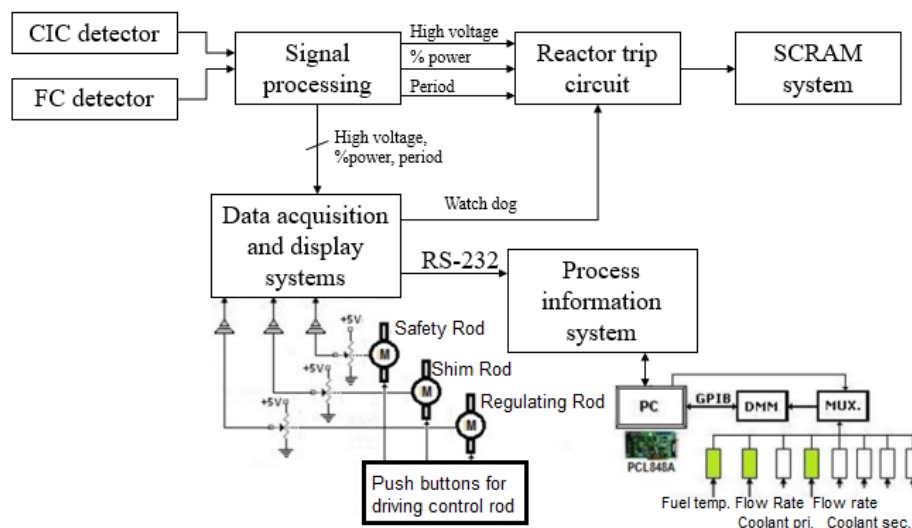 CIC detector
FC detector
Signal
processing
High voltage
% power
Period
Reactor trip
circuit
SCRAM
system
High voltage,
%power, period
Data acquisition
and display
systems
Watch dog
RS-232
Process
information
system
+5V
Safety Rod
M
+5V
Shim Rod
M
+5V
Regulating Rod
M
Push buttons for
driving control rod
PC
GPIB
DMM
MUX.
PCL848A
Fuel temp. Flow Rate Flow rate
Coolant pri. Coolant sec.